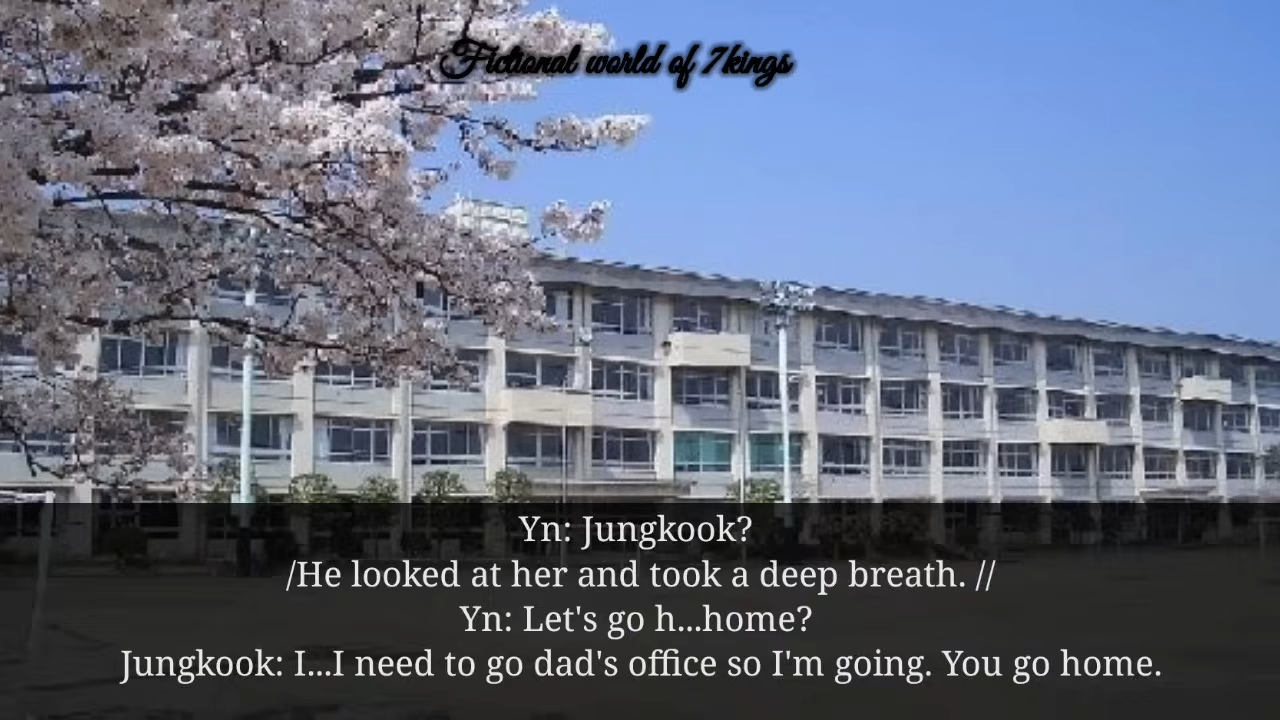 Fictional world of 7kings
Yn: Jungkook?
/He looked at her and took a deep breath. //
Yn: Let's go h...home?
Jungkook: I...I need to go dad's office so I'm going. You go home.